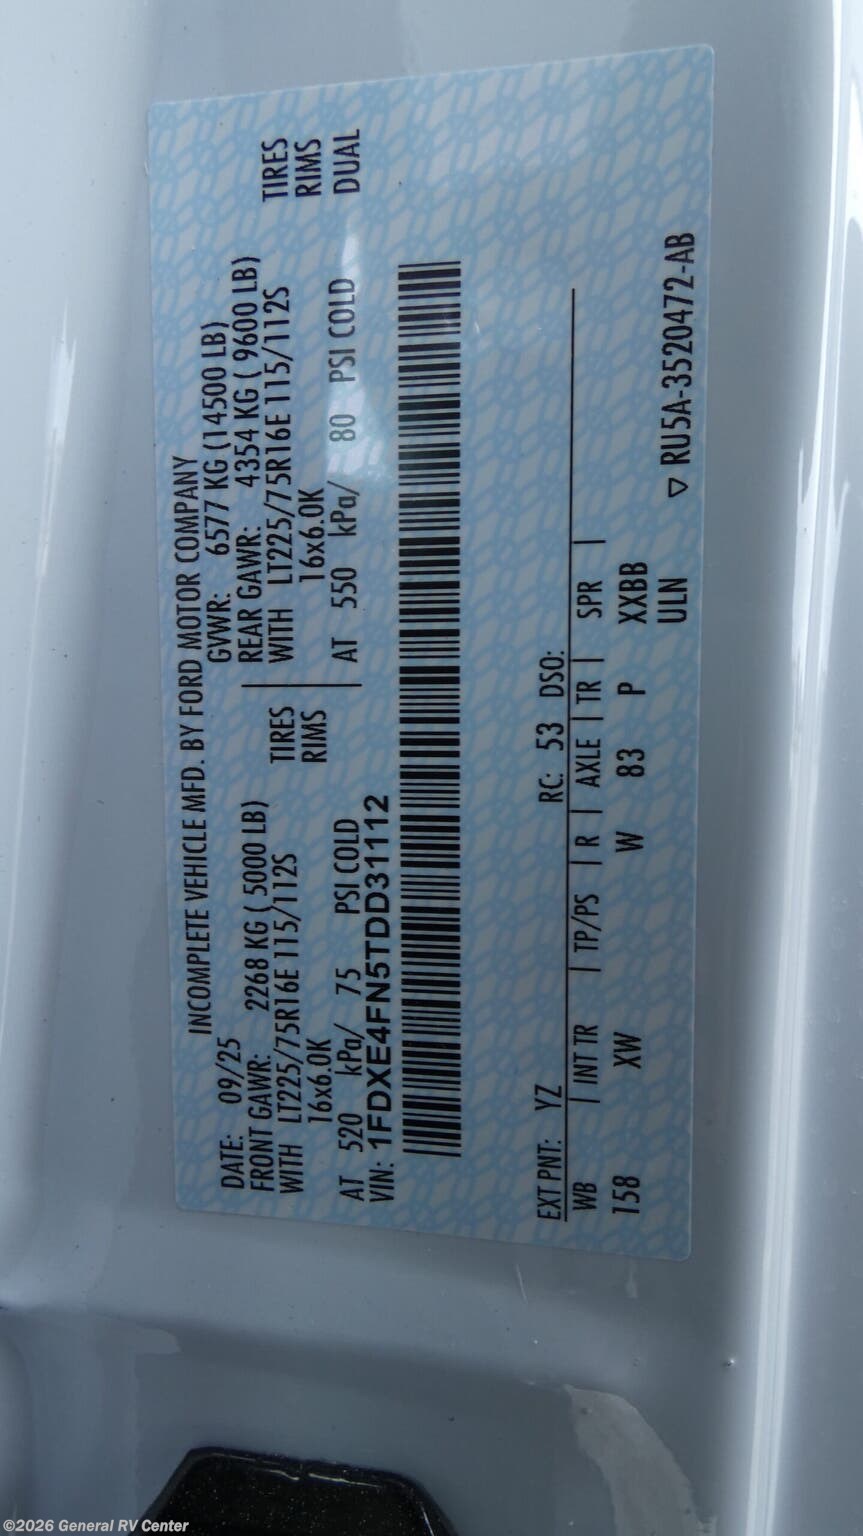 INCOMPLETE VEHICLE MFD. BY FORD MOTOR COMPANY
DATE: 09/25 GVWR: 6577 KG (14500 LB)
FRONT GAWR: 2268 KG ( 5000 LB) REAR GAWR: 4354 KG ( 9600 LB)
WITH LT225/75R16E 115/112S TIRES WITH LT225/75R16E 115/112S TIRES
16x6.0K RIMS 16x6.0K RIMS
AT 520 kPa/ 75 PSI COLD AT 550 kPa/ 80 PSI COLD DUAL
VIN: 1FDXE4FN5TDD31112
EXT PNT: YZ RC: 53 DSO:
WB | INT TR | TP/PS | R | AXLE | TR | SPR |
158 XW W 83 P XXBB
ULN
▽ RU5A-3520472-AB
©2026 General RV Center